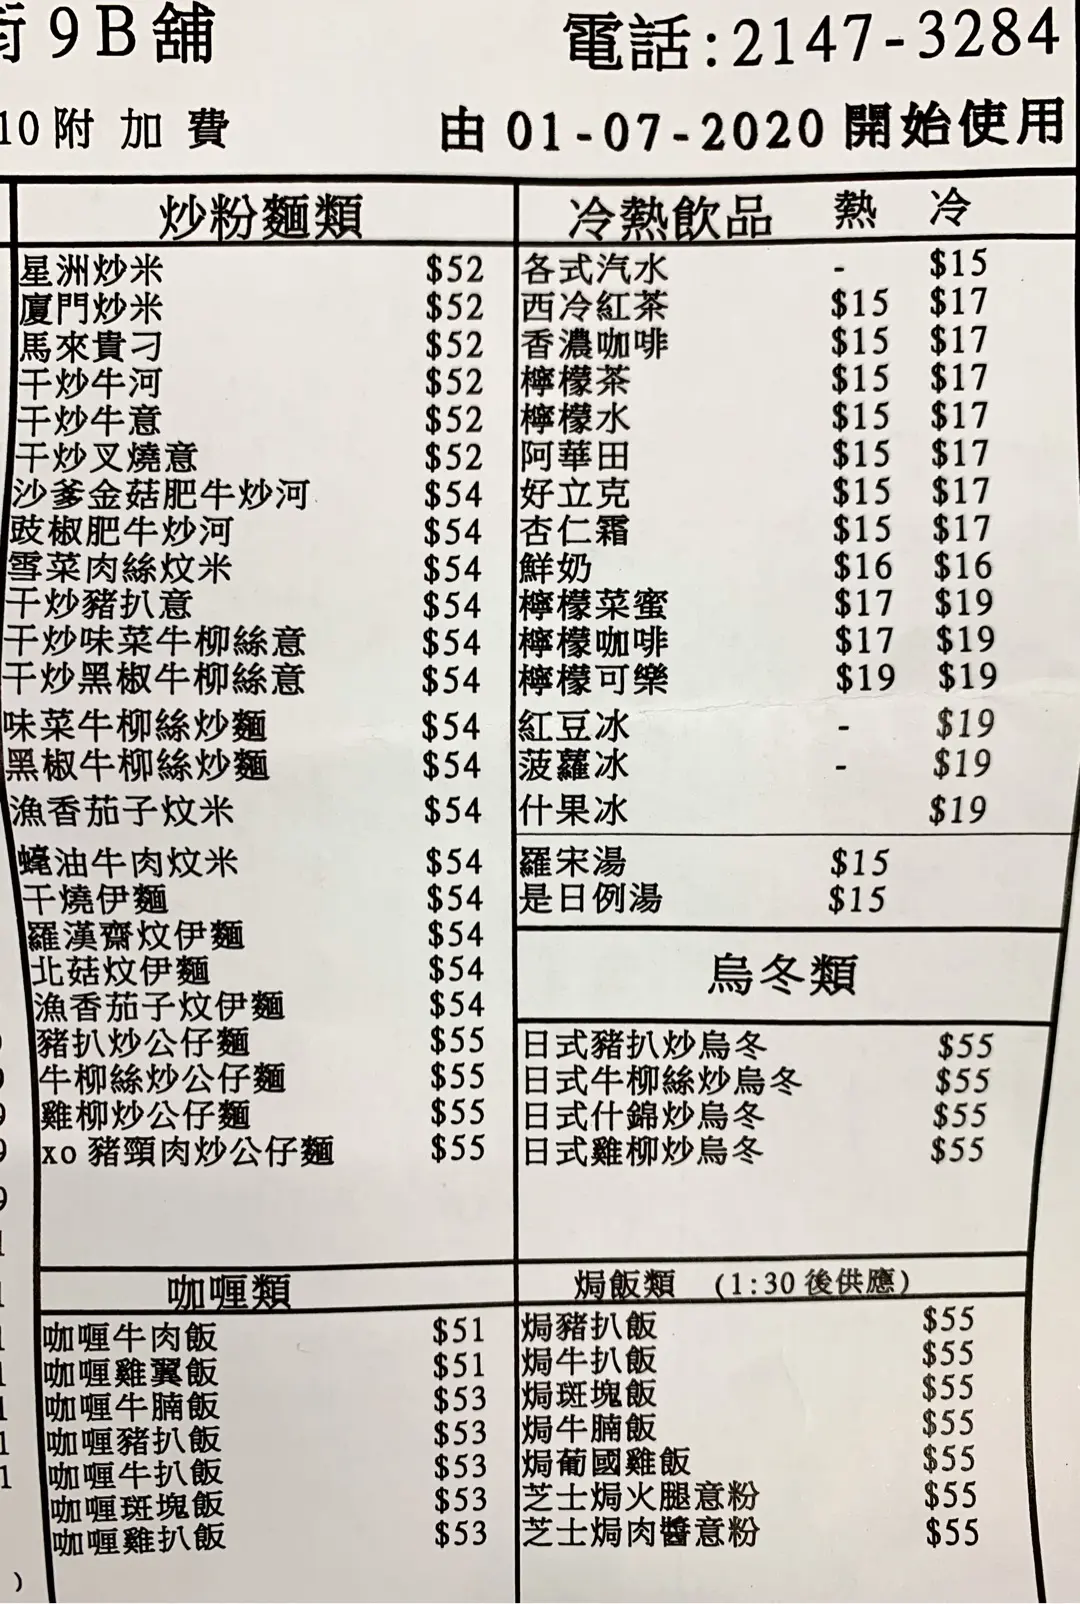 街9B舖
電話:2147-3284
10附加費
由01-07-2020開始使用
炒粉麵類
星洲炒米 $52
廈門炒米 $52
馬來貴刁 $52
干炒牛河 $52
干炒牛意 $52
干炒叉燒意 $52
沙爹金菇肥牛炒河 $54
豉椒肥牛炒河 $54
雪菜肉絲炆米 $54
干炒豬扒意 $54
干炒味菜牛柳絲意 $54
干炒黑椒牛柳絲意 $54
味菜牛柳絲炒麵 $54
黑椒牛柳絲炒麵 $54
漁香茄子炆米 $54
蠔油牛肉炆米 $54
干燒伊麵 $54
羅漢齋炆伊麵 $54
北菇炆伊麵 $54
漁香茄子炆伊麵 $54
豬扒炒公仔麵 $55
牛柳絲炒公仔麵 $55
雞柳炒公仔麵 $55
xo豬頸肉炒公仔麵 $55
冷熱飲品 熱 冷
各式汽水 - $15
西冷紅茶 $15 $17
香濃咖啡 $15 $17
檸檬茶 $15 $17
檸檬水 $15 $17
阿華田 $15 $17
好立克 $15 $17
杏仁霜 $15 $17
鮮奶 $16 $16
檸檬菜蜜 $17 $19
檸檬咖啡 $17 $19
檸檬可樂 $19 $19
紅豆冰 - $19
菠蘿冰 - $19
什果冰 $19
羅宋湯 $15
是日例湯 $15
烏冬類
日式豬扒炒烏冬 $55
日式牛柳絲炒烏冬 $55
日式什錦炒烏冬 $55
日式雞柳炒烏冬 $55
咖喱類
咖喱牛肉飯 $51
咖喱雞翼飯 $51
咖喱牛腩飯 $53
咖喱豬扒飯 $53
咖喱牛扒飯 $53
咖喱斑塊飯 $53
咖喱雞扒飯 $53
焗飯類 (1:30後供應)
焗豬扒飯 $55
焗牛扒飯 $55
焗斑塊飯 $55
焗牛腩飯 $55
焗葡國雞飯 $55
芝士焗火腿意粉 $55
芝士焗肉醬意粉 $55